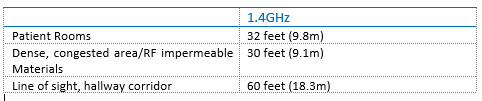 1.4GHz
Patient Rooms 32 feet (9.8m)
Dense, congested area/RF impermeable Materials 30 feet (9.1m)
Line of sight, hallway corridor 60 feet (18.3m)